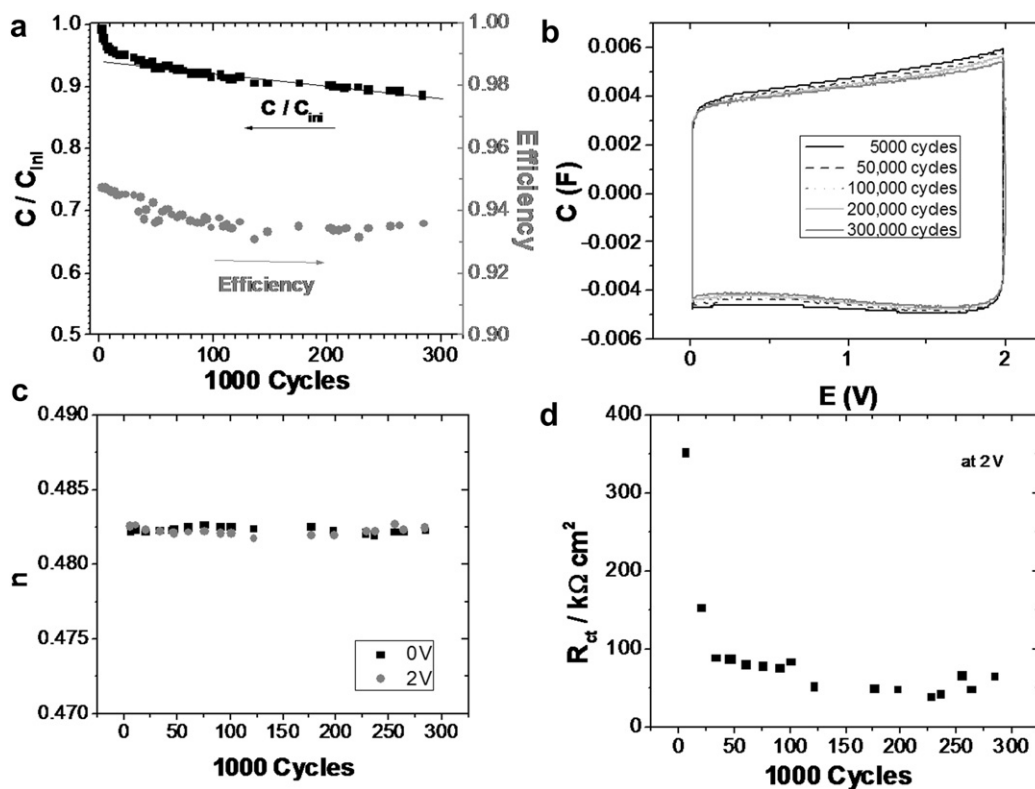 a
1.0
0.9
0.8
0.7
0.6
0.5
C / C_ini
C / C_ini
Efficiency
1.00
0.98
0.96
0.94
0.92
0.90
Efficiency
0 100 200 300
1000 Cycles
b
0.006
0.004
0.002
0.000
-0.002
-0.004
-0.006
C (F)
5000 cycles
50,000 cycles
100,000 cycles
200,000 cycles
300,000 cycles
0 1 2
E (V)
c
0.490
0.485
0.480
0.475
0.470
n
0V
2V
0 50 100 150 200 250 300
1000 Cycles
d
400
300
200
100
0
R_ct / kΩ cm²
at 2V
0 50 100 150 200 250 300
1000 Cycles